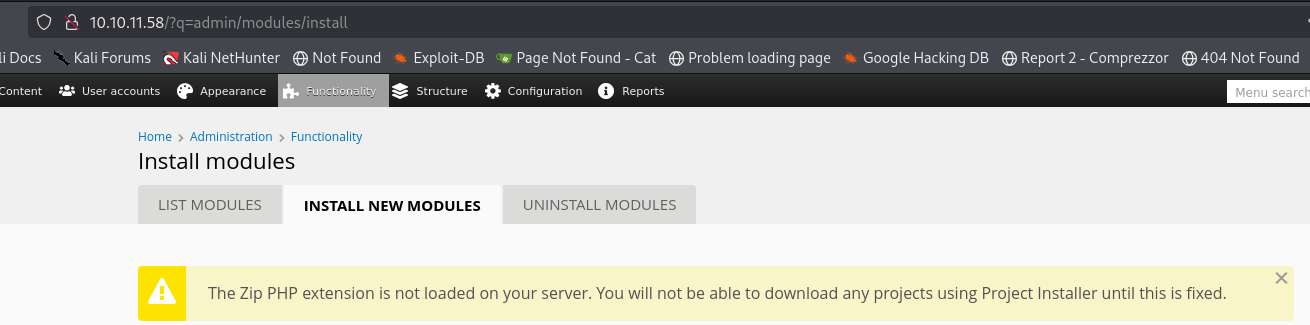 10.10.11.58/?q=admin/modules/install
li Docs Kali Forums Kali NetHunter Not Found Exploit-DB Page Not Found - Cat Problem loading page Google Hacking DB Report 2 - Comprezzor 404 Not Found
Content User accounts Appearance Functionality Structure Configuration Reports Menu search
Home › Administration › Functionality
Install modules
LIST MODULES INSTALL NEW MODULES UNINSTALL MODULES
The Zip PHP extension is not loaded on your server. You will not be able to download any projects using Project Installer until this is fixed.